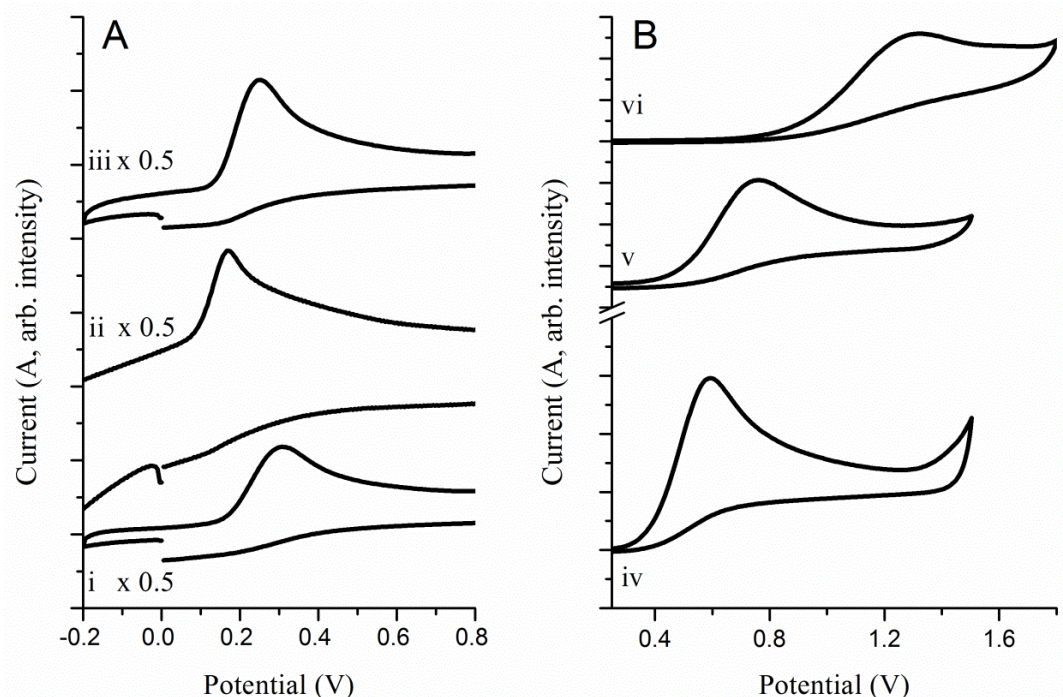 A
iii x 0.5
ii x 0.5
i x 0.5
Current (A, arb. intensity)
-0.2 0.0 0.2 0.4 0.6 0.8
Potential (V)
B
vi
v
iv
Current (A, arb. intensity)
0.4 0.8 1.2 1.6
Potential (V)